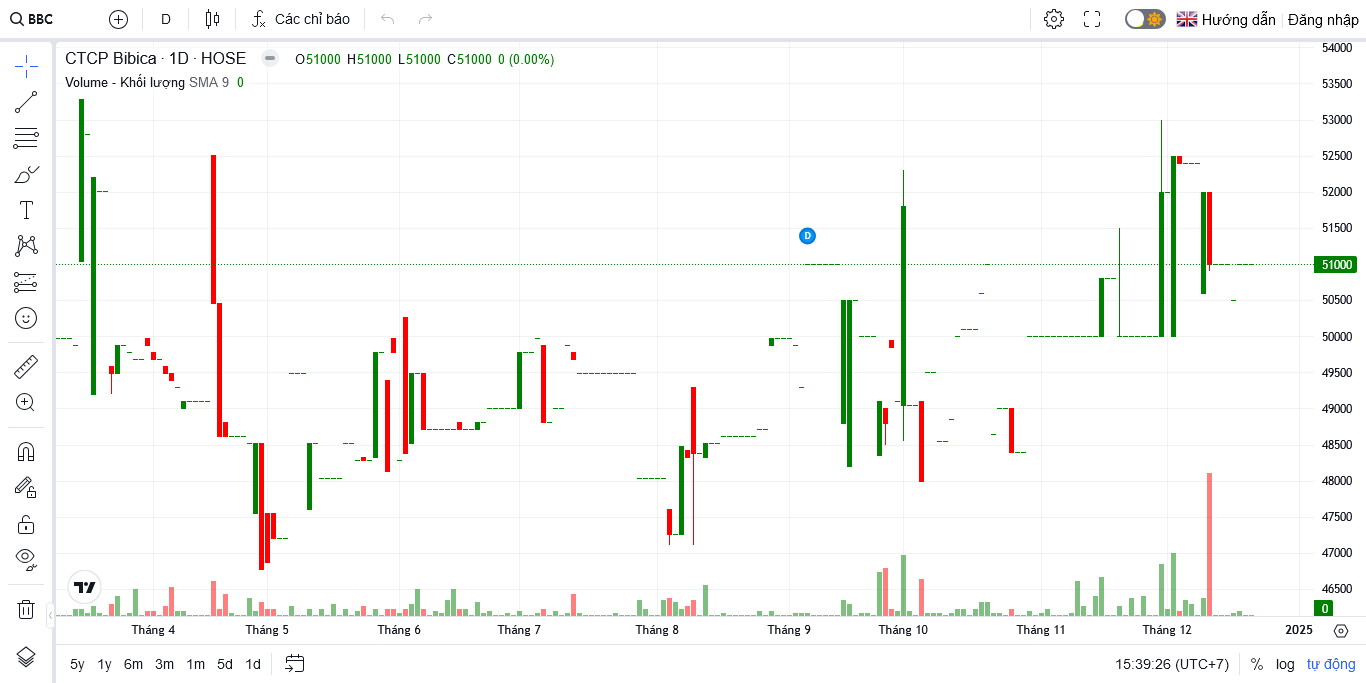 BBC D Các chỉ báo Hướng dẫn Đăng nhập
CTCP Bibica · 1D · HOSE O51000 H51000 L51000 C51000 0 (0.00%)
Volume - Khối lượng SMA 9 0
54000
53500
53000
52500
52000
51500
51000
50500
50000
49500
49000
48500
48000
47500
47000
46500
0
D
Tháng 4 Tháng 5 Tháng 6 Tháng 7 Tháng 8 Tháng 9 Tháng 10 Tháng 11 Tháng 12 2025
5y 1y 6m 3m 1m 5d 1d 15:39:26 (UTC+7) % log tự động